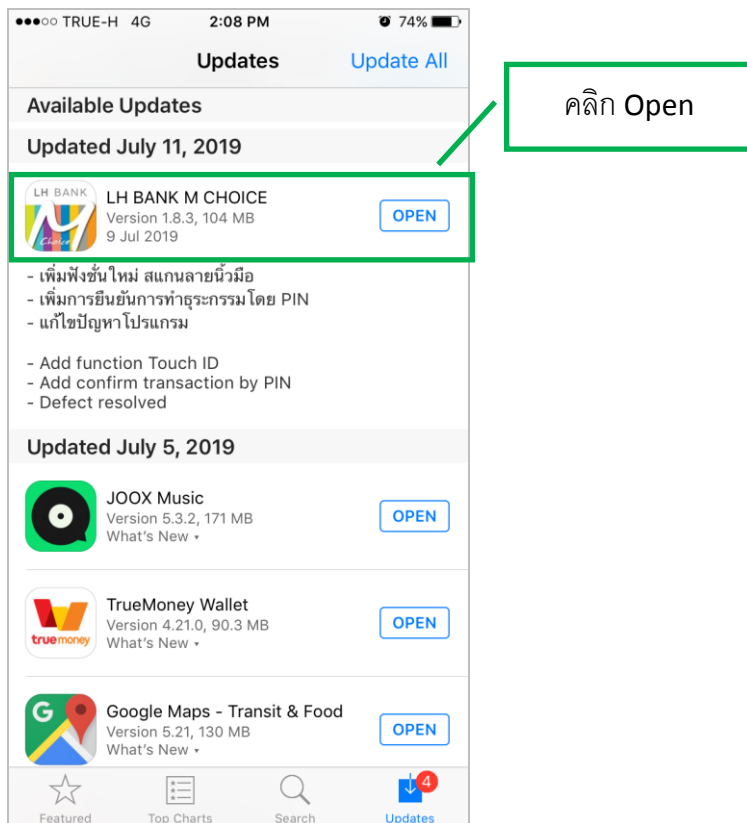 TRUE-H 4G 2:08 PM 74%
Updates Update All
Available Updates
คลิก Open
Updated July 11, 2019
LH BANK
M
Choice
LH BANK M CHOICE
Version 1.8.3, 104 MB
9 Jul 2019
OPEN
- เพิ่มฟังชั่นใหม่ สแกนลายนิ้วมือ
- เพิ่มการยืนยันการทำธุระกรรมโดย PIN
- แก้ไขปัญหาโปรแกรม
- Add function Touch ID
- Add confirm transaction by PIN
- Defect resolved
Updated July 5, 2019
JOOX Music
Version 5.3.2, 171 MB
What's New
OPEN
true money
TrueMoney Wallet
Version 4.21.0, 90.3 MB
What's New
OPEN
G
Google Maps - Transit & Food
Version 5.21, 130 MB
What's New
OPEN
4
Featured Top Charts Search Updates